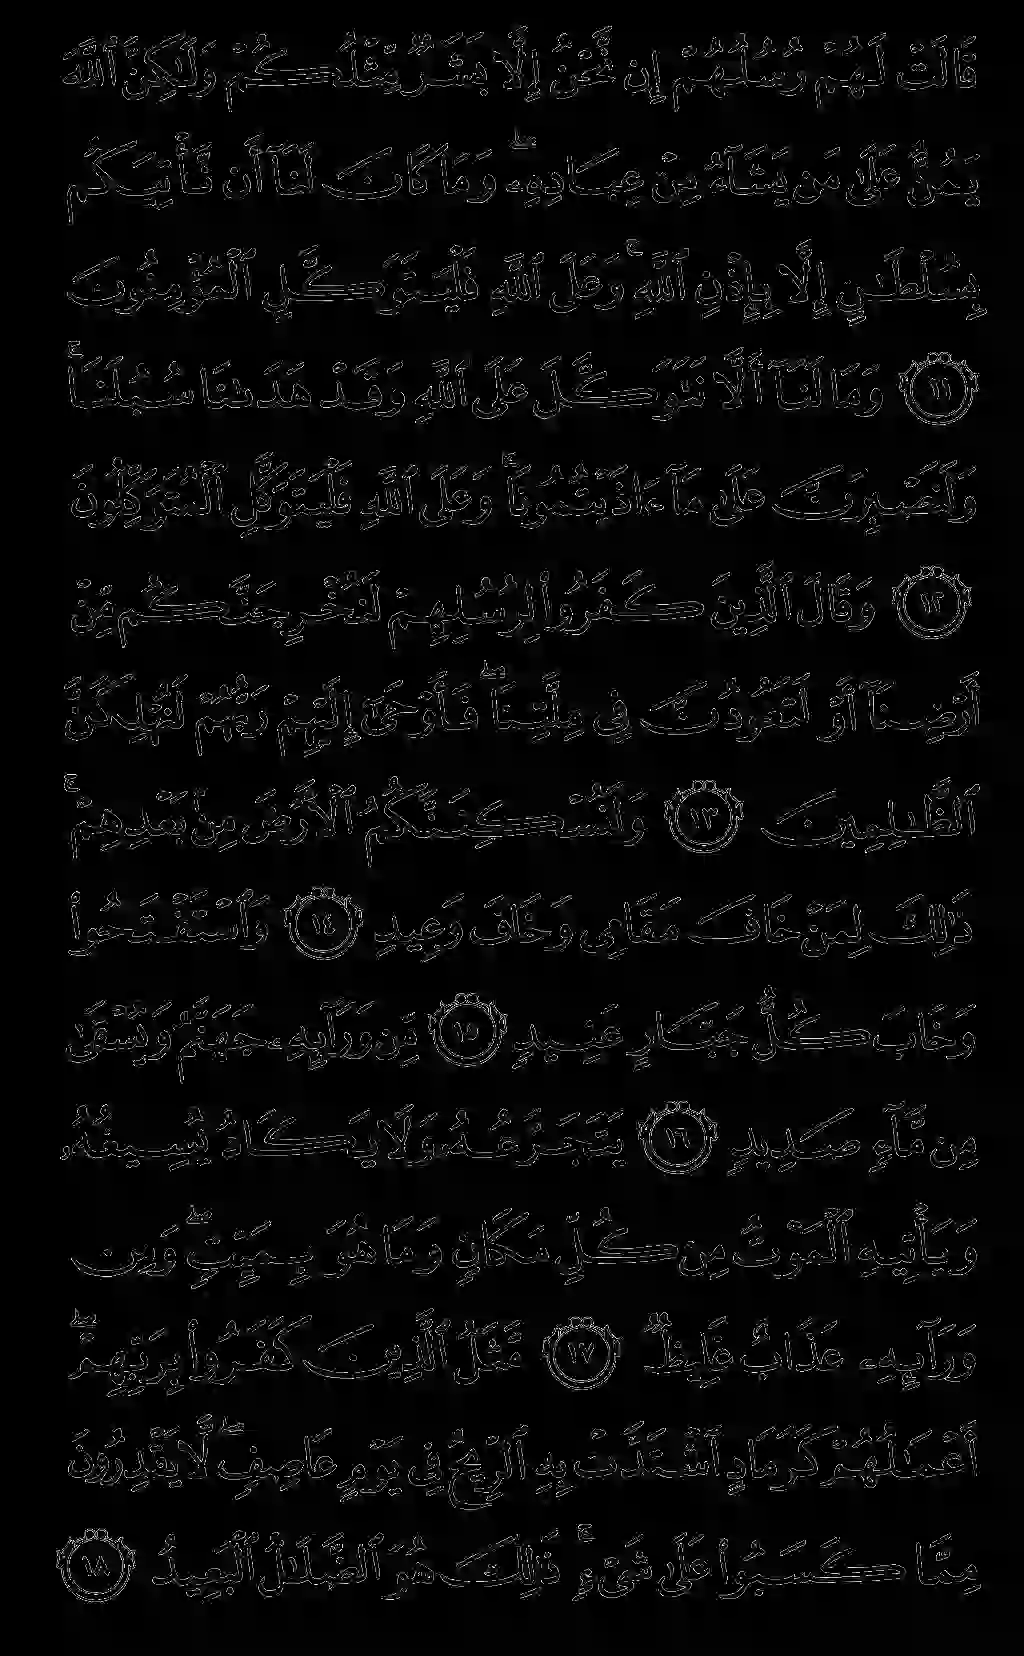 قَالَتْ لَهُمْ رُسُلُهُمْ إِن نَّحْنُ إِلَّا بَشَرٌ مِّثْلُكُمْ وَلَـٰكِنَّ ٱللَّهَ
يَمُنُّ عَلَىٰ مَن يَشَآءُ مِنْ عِبَادِهِۦ ۖ وَمَا كَانَ لَنَآ أَن نَّأْتِيَكُم
بِسُلْطَـٰنٍ إِلَّا بِإِذْنِ ٱللَّهِ ۚ وَعَلَى ٱللَّهِ فَلْيَتَوَكَّلِ ٱلْمُؤْمِنُونَ
١١ وَمَا لَنَآ أَلَّا نَتَوَكَّلَ عَلَى ٱللَّهِ وَقَدْ هَدَىٰنَا سُبُلَنَا ۚ
وَلَنَصْبِرَنَّ عَلَىٰ مَآ ءَاذَيْتُمُونَا ۚ وَعَلَى ٱللَّهِ فَلْيَتَوَكَّلِ ٱلْمُتَوَكِّلُونَ
١٢ وَقَالَ ٱلَّذِينَ كَفَرُوا۟ لِرُسُلِهِمْ لَنُخْرِجَنَّكُم مِّنْ
أَرْضِنَآ أَوْ لَتَعُودُنَّ فِى مِلَّتِنَا ۖ فَأَوْحَىٰٓ إِلَيْهِمْ رَبُّهُمْ لَنُهْلِكَنَّ
ٱلظَّـٰلِمِينَ ١٣ وَلَنُسْكِنَنَّكُمُ ٱلْأَرْضَ مِنۢ بَعْدِهِمْ ۚ
ذَٰلِكَ لِمَنْ خَافَ مَقَامِى وَخَافَ وَعِيدِ ١٤ وَٱسْتَفْتَحُوا۟
وَخَابَ كُلُّ جَبَّارٍ عَنِيدٍ ١٥ مِّن وَرَآئِهِۦ جَهَنَّمُ وَيُسْقَىٰ
مِن مَّآءٍ صَدِيدٍ ١٦ يَتَجَرَّعُهُۥ وَلَا يَكَادُ يُسِيغُهُۥ
وَيَأْتِيهِ ٱلْمَوْتُ مِن كُلِّ مَكَانٍ وَمَا هُوَ بِمَيِّتٍ ۖ وَمِن
وَرَآئِهِۦ عَذَابٌ غَلِيظٌ ١٧ مَّثَلُ ٱلَّذِينَ كَفَرُوا۟ بِرَبِّهِمْ ۖ
أَعْمَـٰلُهُمْ كَرَمَادٍ ٱشْتَدَّتْ بِهِ ٱلرِّيحُ فِى يَوْمٍ عَاصِفٍ ۖ لَّا يَقْدِرُونَ
مِمَّا كَسَبُوا۟ عَلَىٰ شَىْءٍ ۚ ذَٰلِكَ هُوَ ٱلضَّلَـٰلُ ٱلْبَعِيدُ ١٨